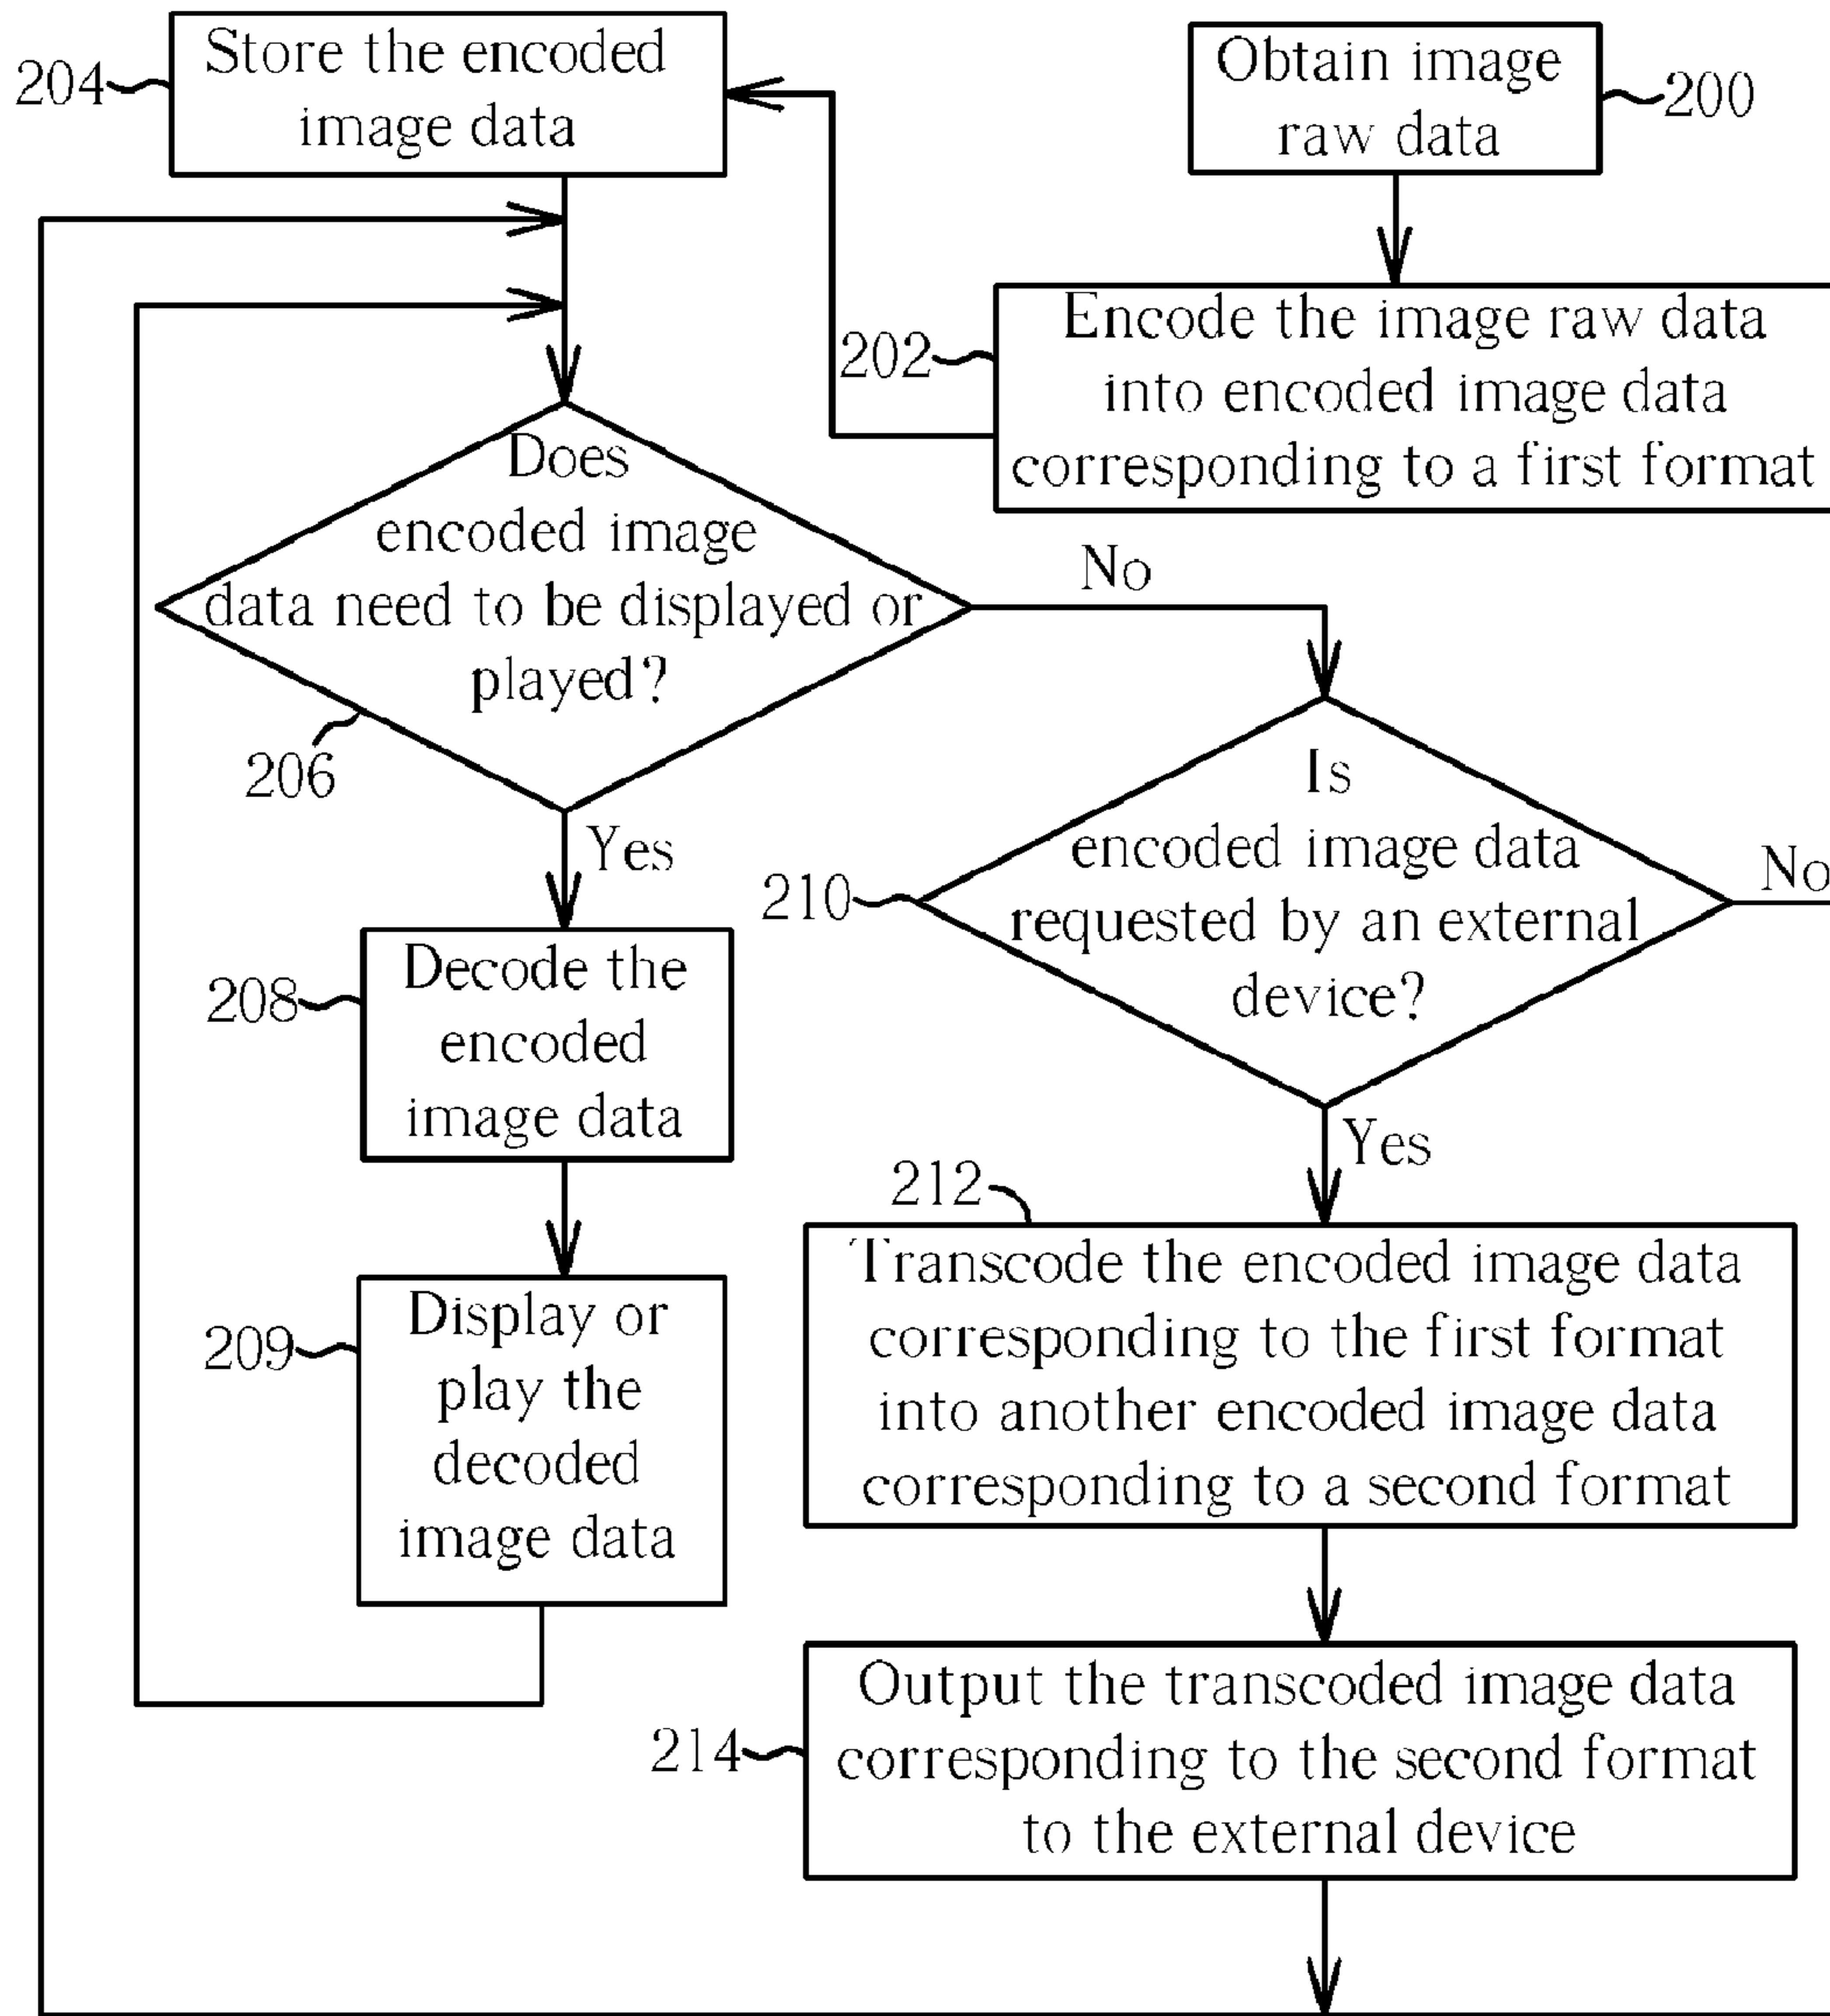 200
Obtain image
raw data
202
Encode the image raw data
into encoded image data
corresponding to a first format
204
Store the encoded
image data
206
Does
encoded image
data need to be displayed or
played?
No
Yes
208
Decode the
encoded
image data
209
Display or
play the
decoded
image data
210
Is
encoded image data
requested by an external
device?
No
Yes
212
Transcode the encoded image data
corresponding to the first format
into another encoded image data
corresponding to a second format
214
Output the transcoded image data
corresponding to the second format
to the external device